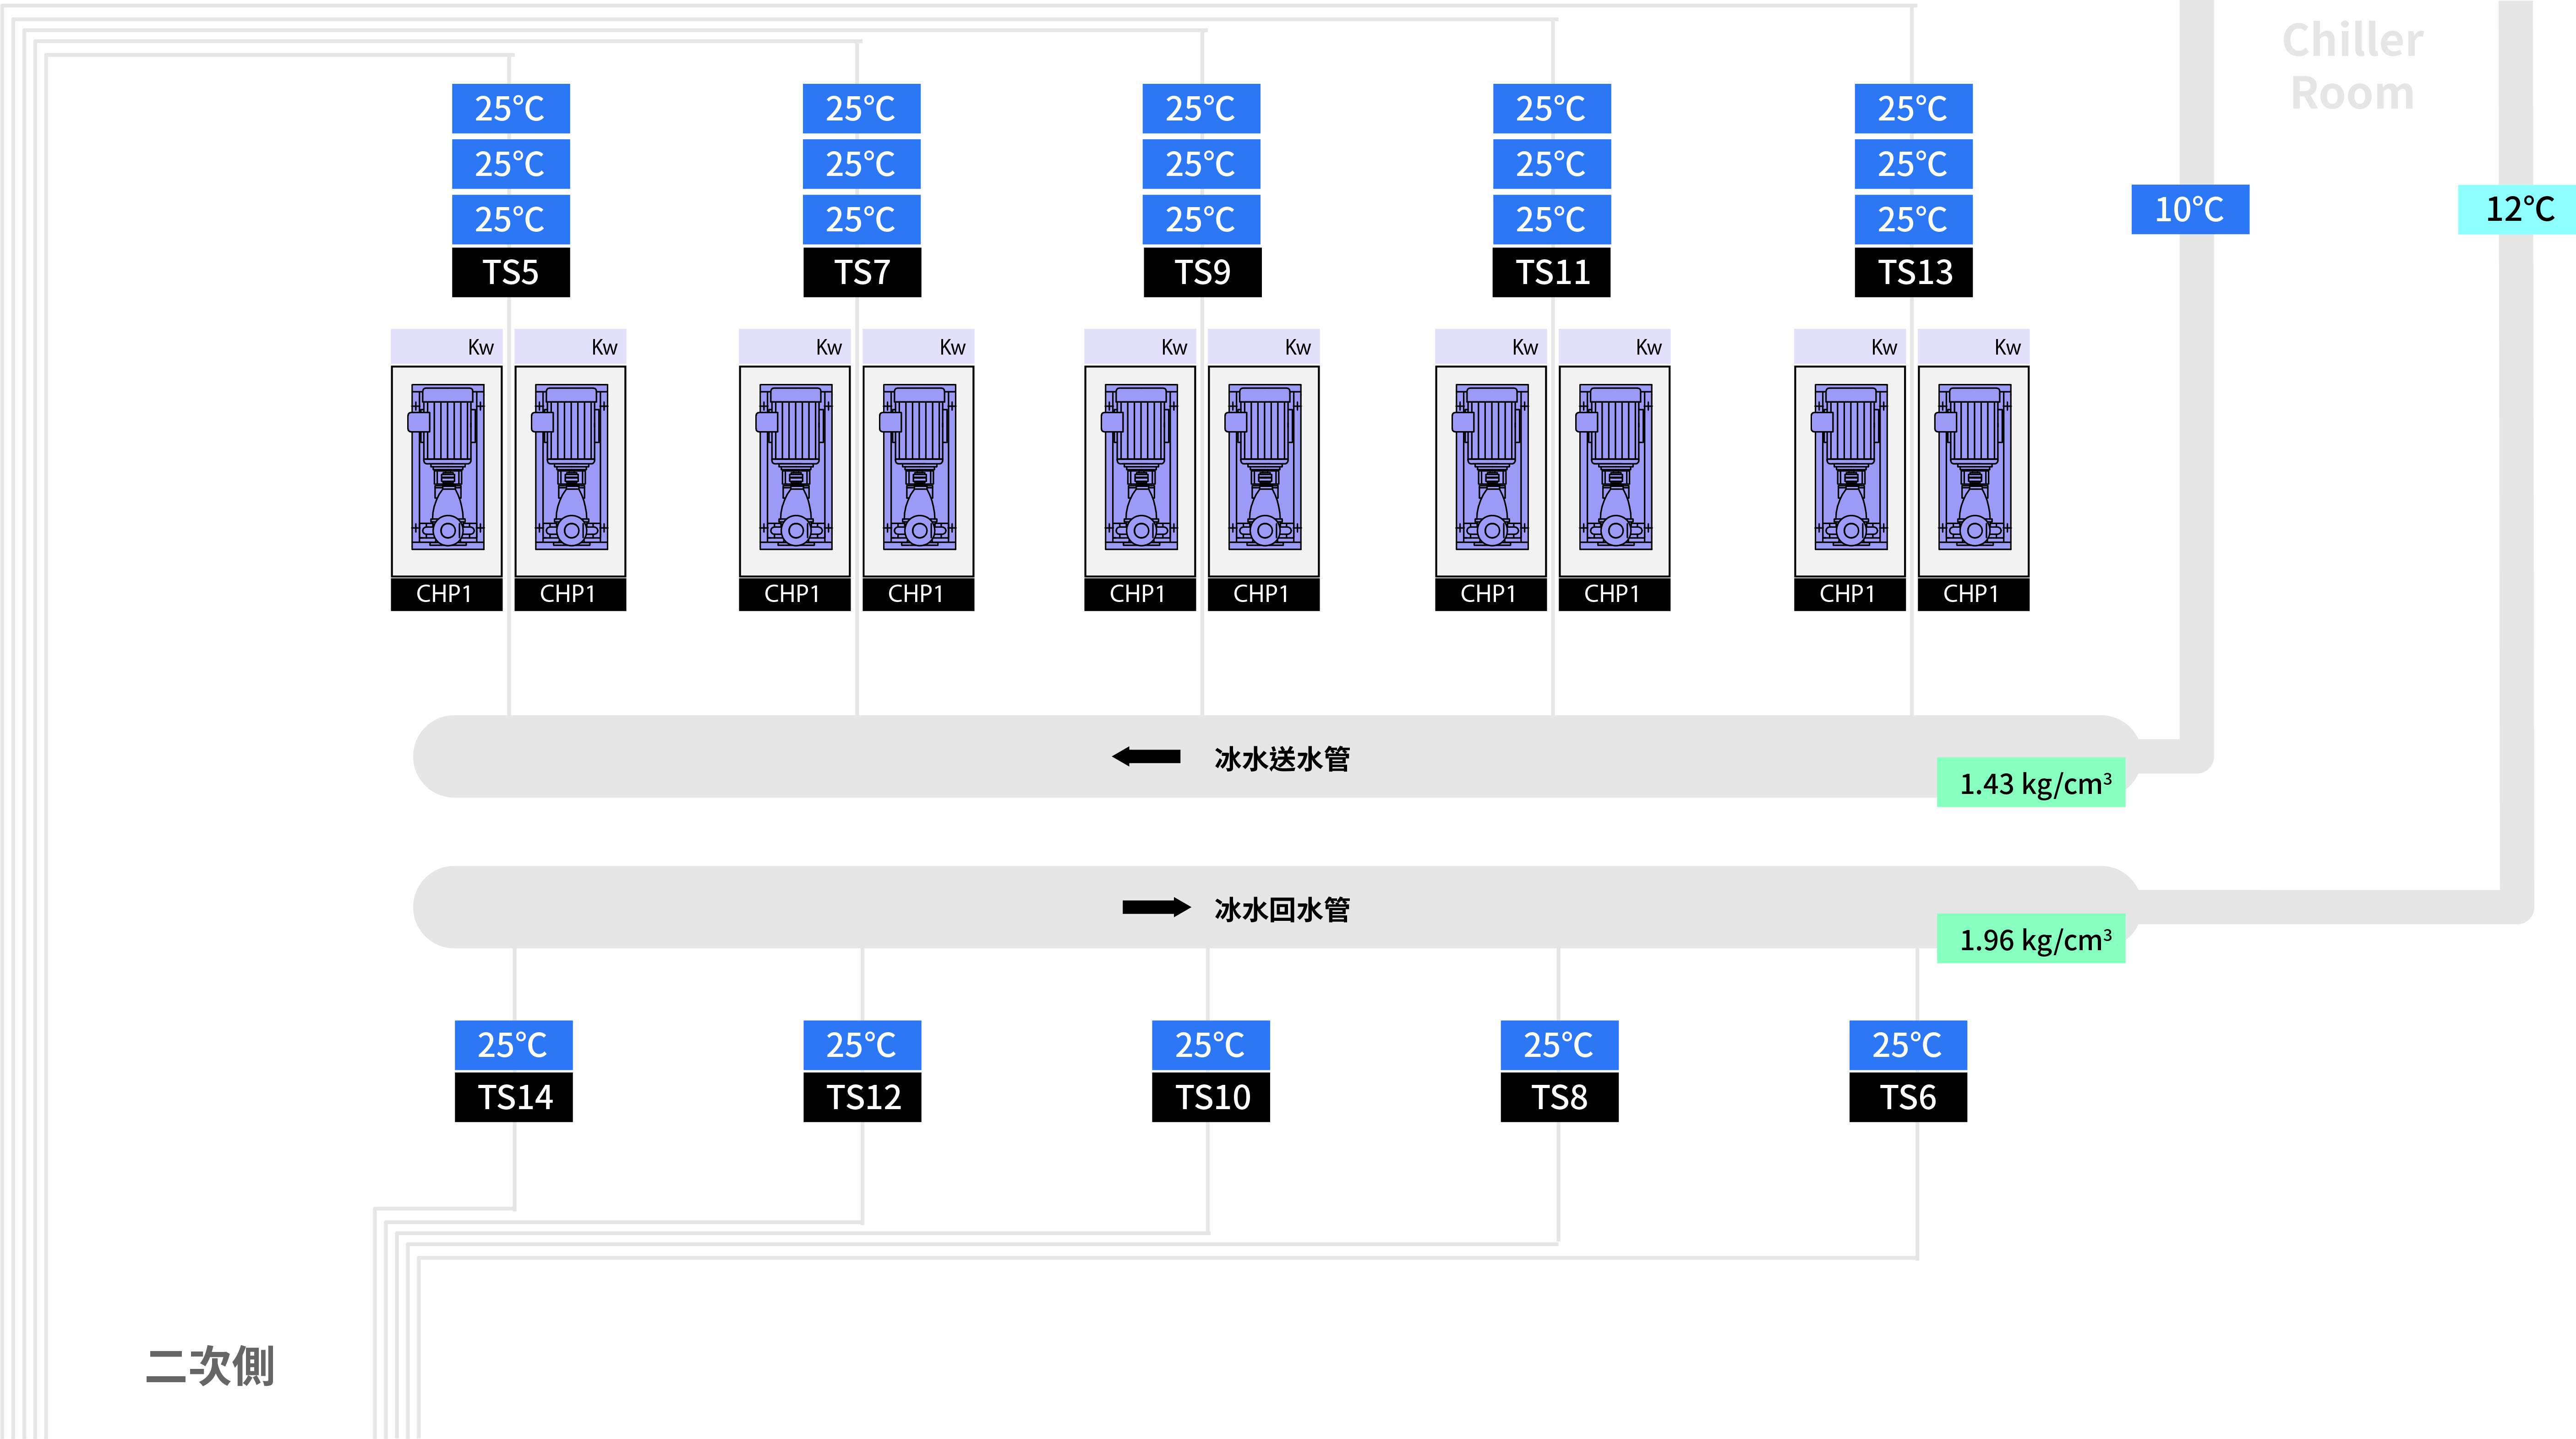 Chiller
Room
25°C 25°C 25°C 25°C 25°C
25°C 25°C 25°C 25°C 25°C
25°C 25°C 25°C 25°C 25°C 10°C 12°C
TS5 TS7 TS9 TS11 TS13
Kw Kw Kw Kw Kw Kw Kw Kw Kw Kw
CHP1 CHP1 CHP1 CHP1 CHP1 CHP1 CHP1 CHP1 CHP1 CHP1
冰水送水管
1.43 kg/cm³
冰水回水管
1.96 kg/cm³
25°C 25°C 25°C 25°C 25°C
TS14 TS12 TS10 TS8 TS6
二次側